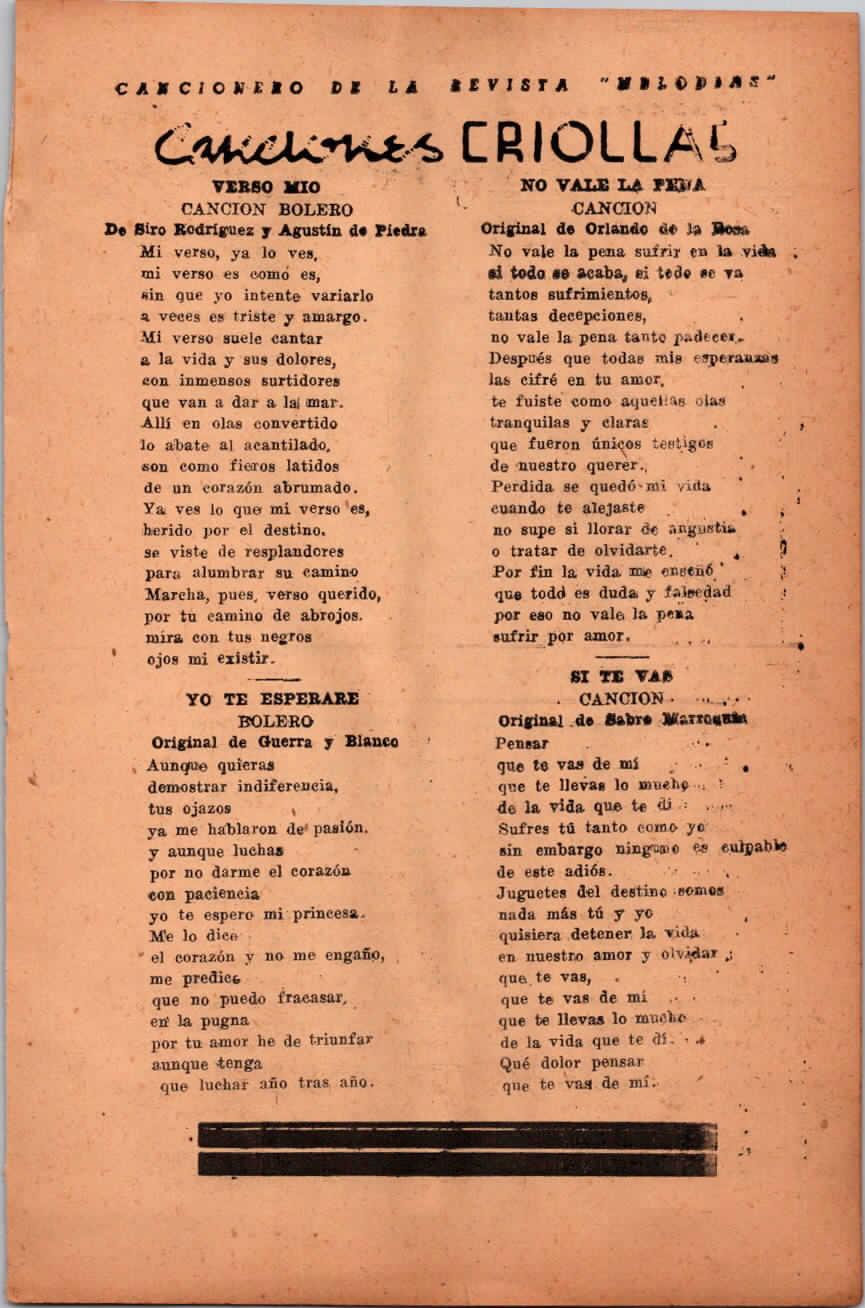 CANCIONERO DE LA REVISTA "MELODIAS"
Canciones CRIOLLAS
VERSO MIO
CANCION BOLERO
De Siro Rodríguez y Agustín de Piedra
Mi verso, ya lo ves,
mi verso es como es,
sin que yo intente variarlo
a veces es triste y amargo.
Mi verso suele cantar
a la vida y sus dolores,
con inmensos surtidores
que van a dar a la mar.
Allí en olas convertido
lo abate al acantilado,
son como fieros latidos
de un corazón abrumado.
Ya ves lo que mi verso es,
herido por el destino.
se viste de resplandores
para alumbrar su camino
Marcha, pues, verso querido,
por tu camino de abrojos.
mira con tus negros
ojos mi existir.
YO TE ESPERARE
BOLERO
Original de Guerra y Blanco
Aunque quieras
demostrar indiferencia,
tus ojazos
ya me hablaron de pasión.
y aunque luchas
por no darme el corazón
con paciencia
yo te espero mi princesa.
Me lo dice
el corazón y no me engaño,
me predice
que no puedo fracasar,
en la pugna
por tu amor he de triunfar
aunque tenga
que luchar año tras año.
NO VALE LA PENA
CANCION
Original de Orlando de la Rosa
No vale la pena sufrir en la vida
si todo se acaba, si todo se va
tantos sufrimientos,
tantas decepciones,
no vale la pena tanto padecer.
Después que todas mis esperanzas
las cifré en tu amor,
te fuiste como aquellas olas
tranquilas y claras
que fueron únicos testigos
de nuestro querer.
Perdida se quedó mi vida
cuando te alejaste
no supe si llorar de angustia
o tratar de olvidarte.
Por fin la vida me enseñó
que todo es duda y falsedad
por eso no vale la pena
sufrir por amor.
SI TE VAS
CANCION
Original de Sabre Marroquín
Pensar
que te vas de mí
que te llevas lo mucho
de la vida que te di
Sufres tú tanto como yo
sin embargo ninguno es culpable
de este adiós.
Juguetes del destino somos
nada más tú y yo
quisiera detener la vida
en nuestro amor y olvidar
que te vas,
que te vas de mí
que te llevas lo mucho
de la vida que te dí.
Qué dolor pensar
que te vas de mí.